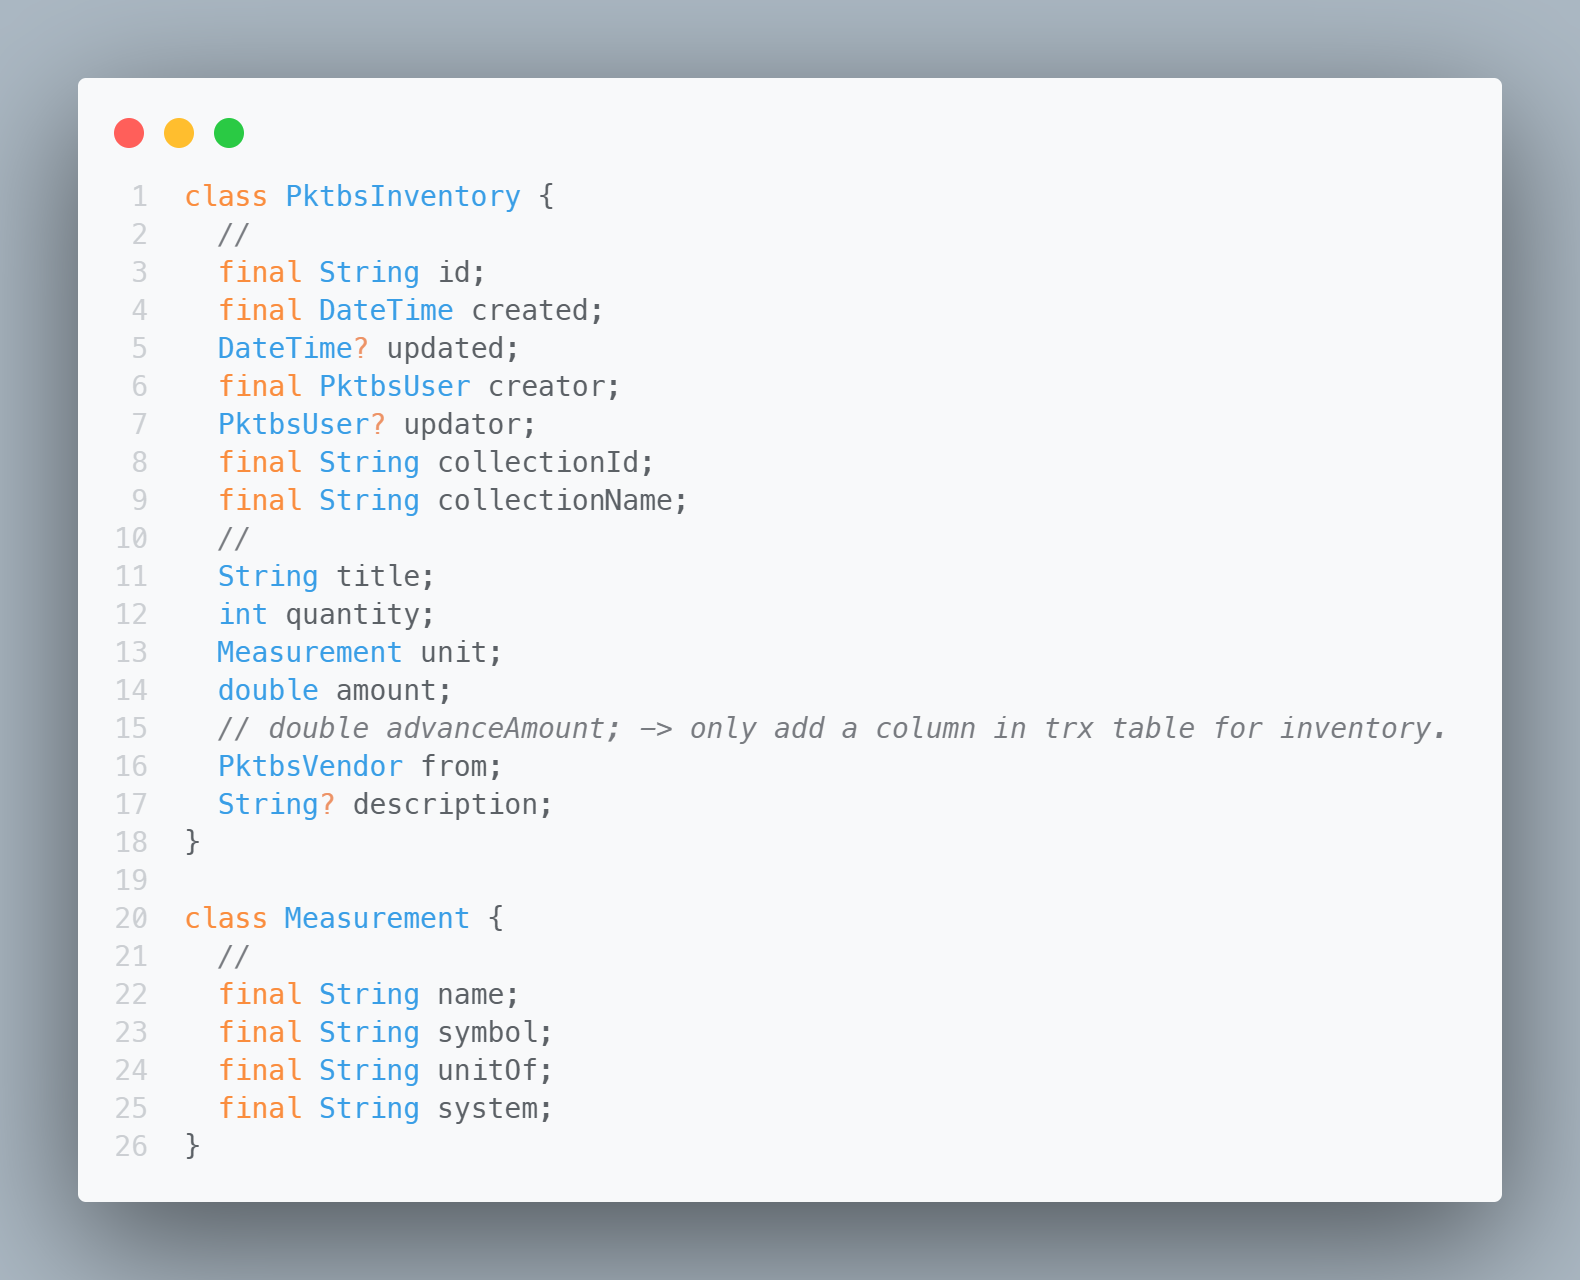 1 class PktbsInventory {
2 //
3 final String id;
4 final DateTime created;
5 DateTime? updated;
6 final PktbsUser creator;
7 PktbsUser? updator;
8 final String collectionId;
9 final String collectionName;
10 //
11 String title;
12 int quantity;
13 Measurement unit;
14 double amount;
15 // double advanceAmount; —> only add a column in trx table for inventory.
16 PktbsVendor from;
17 String? description;
18 }
19
20 class Measurement {
21 //
22 final String name;
23 final String symbol;
24 final String unitOf;
25 final String system;
26 }